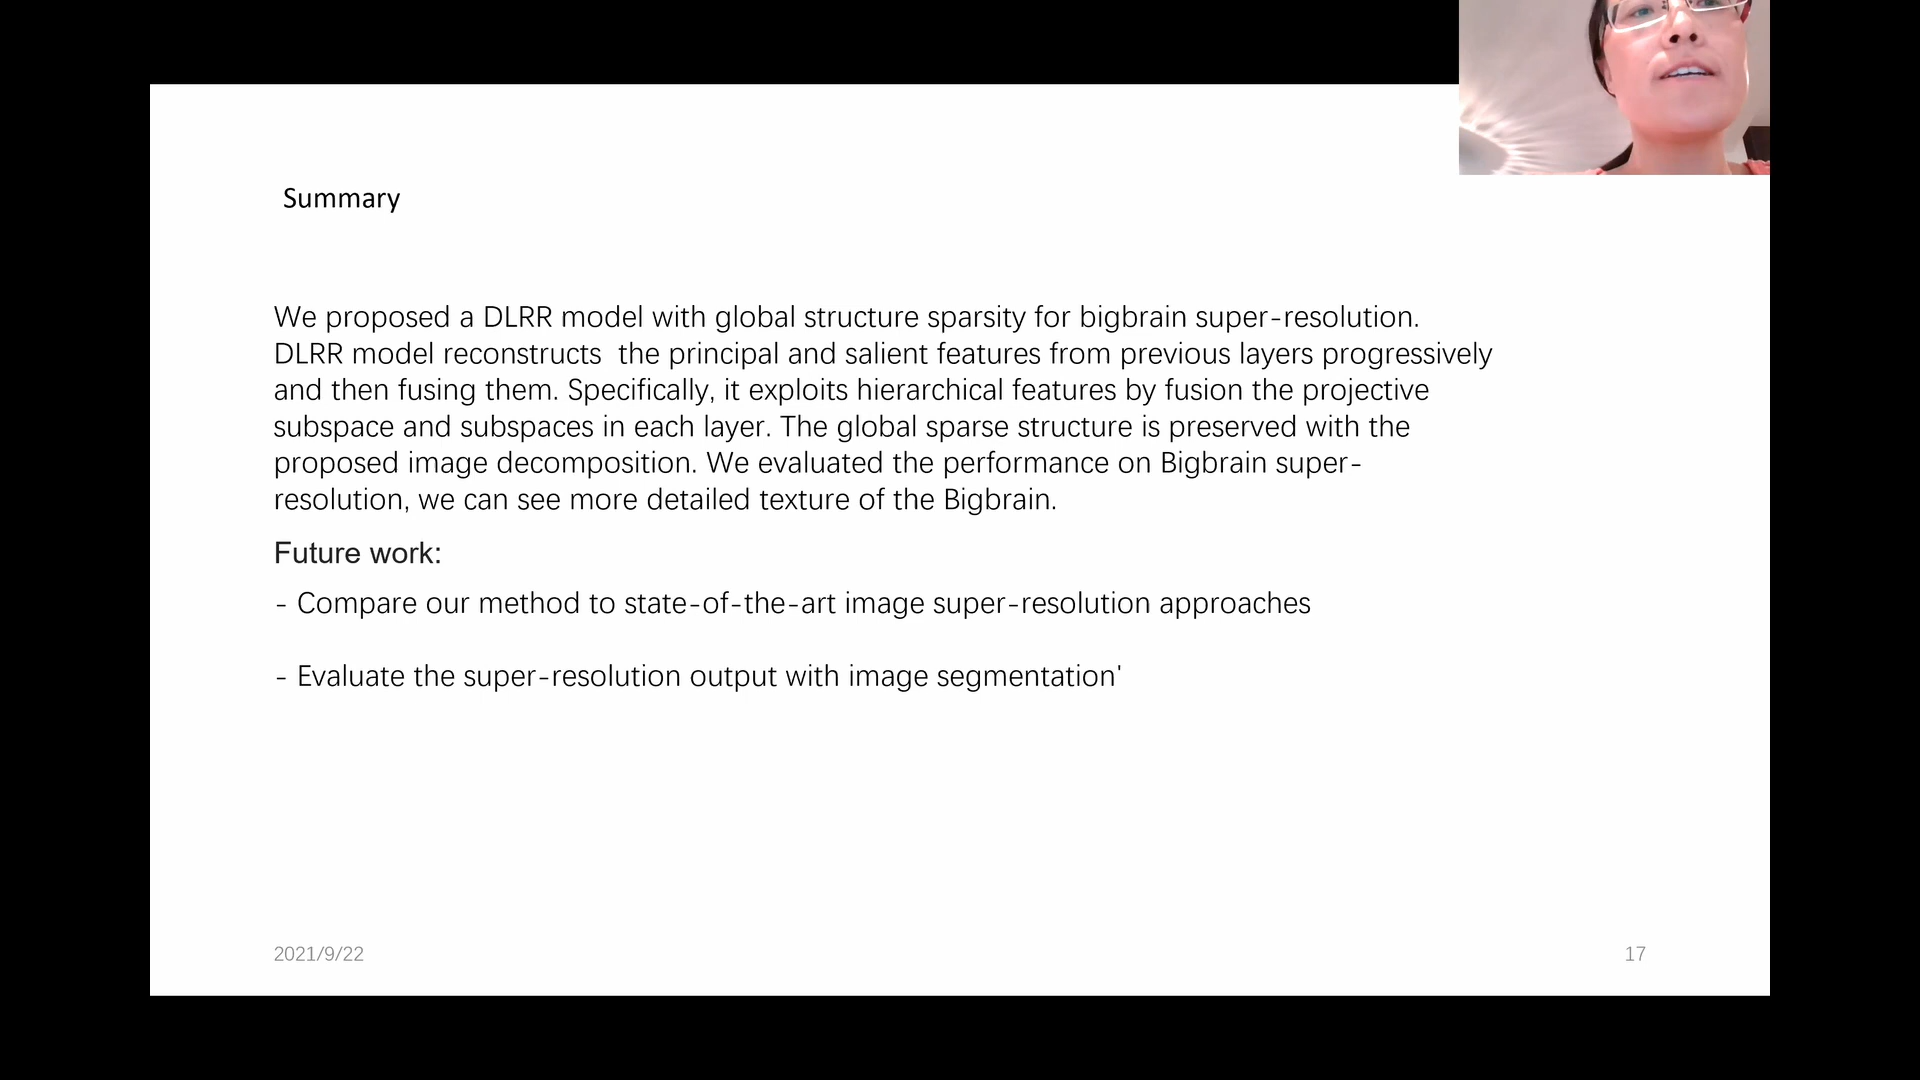 Summary
We proposed a DLRR model with global structure sparsity for bigbrain super-resolution.
DLRR model reconstructs  the principal and salient features from previous layers progressively
and then fusing them. Specifically, it exploits hierarchical features by fusion the projective
subspace and subspaces in each layer. The global sparse structure is preserved with the
proposed image decomposition. We evaluated the performance on Bigbrain super-
resolution, we can see more detailed texture of the Bigbrain.
Future work:
- Compare our method to state-of-the-art image super-resolution approaches
- Evaluate the super-resolution output with image segmentation'
2021/9/22
17